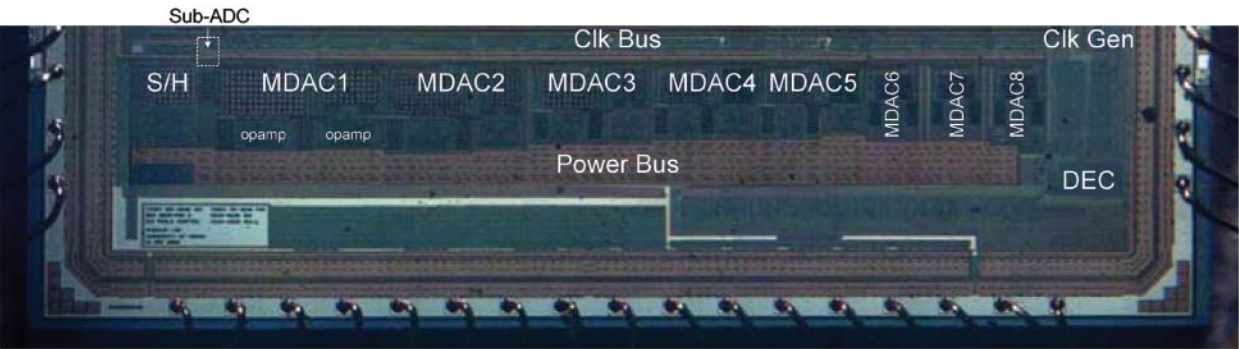 Sub-ADC
Clk Bus
Clk Gen
S/H
MDAC1
MDAC2
MDAC3
MDAC4
MDAC5
MDAC6
MDAC7
MDAC8
opamp
opamp
Power Bus
DEC